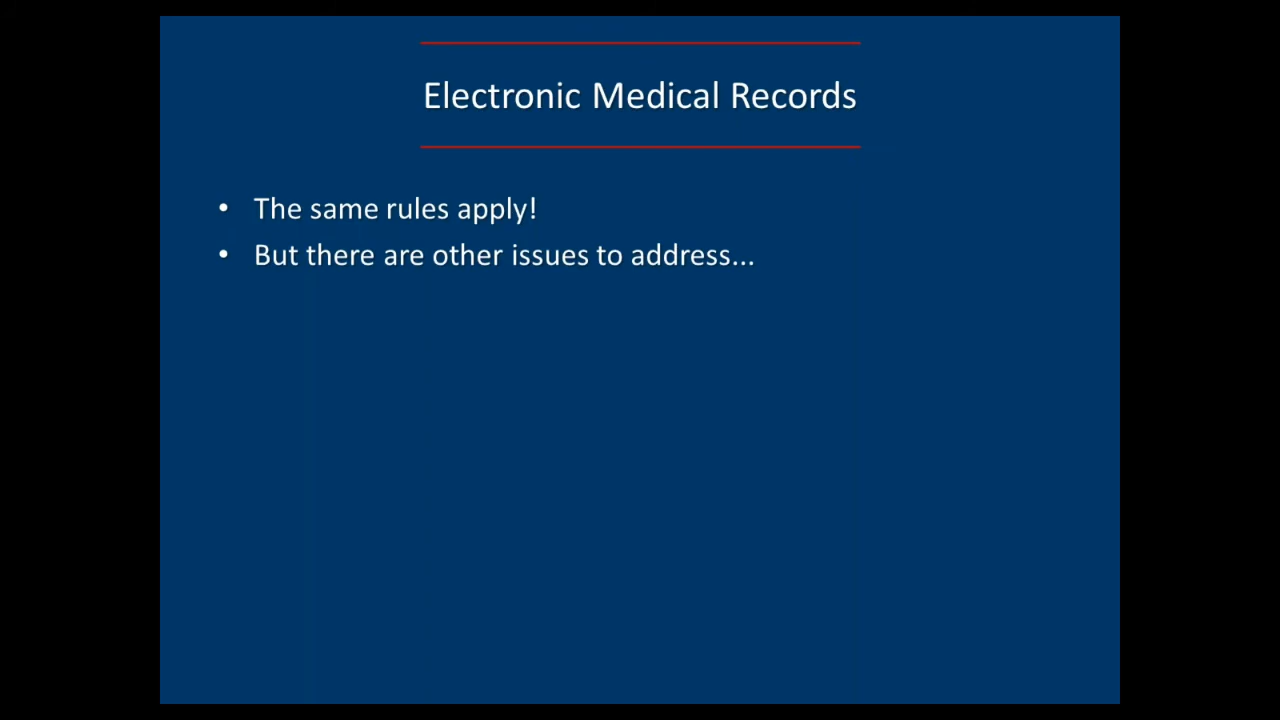 Electronic Medical Records
• The same rules apply!
• But there are other issues to address...